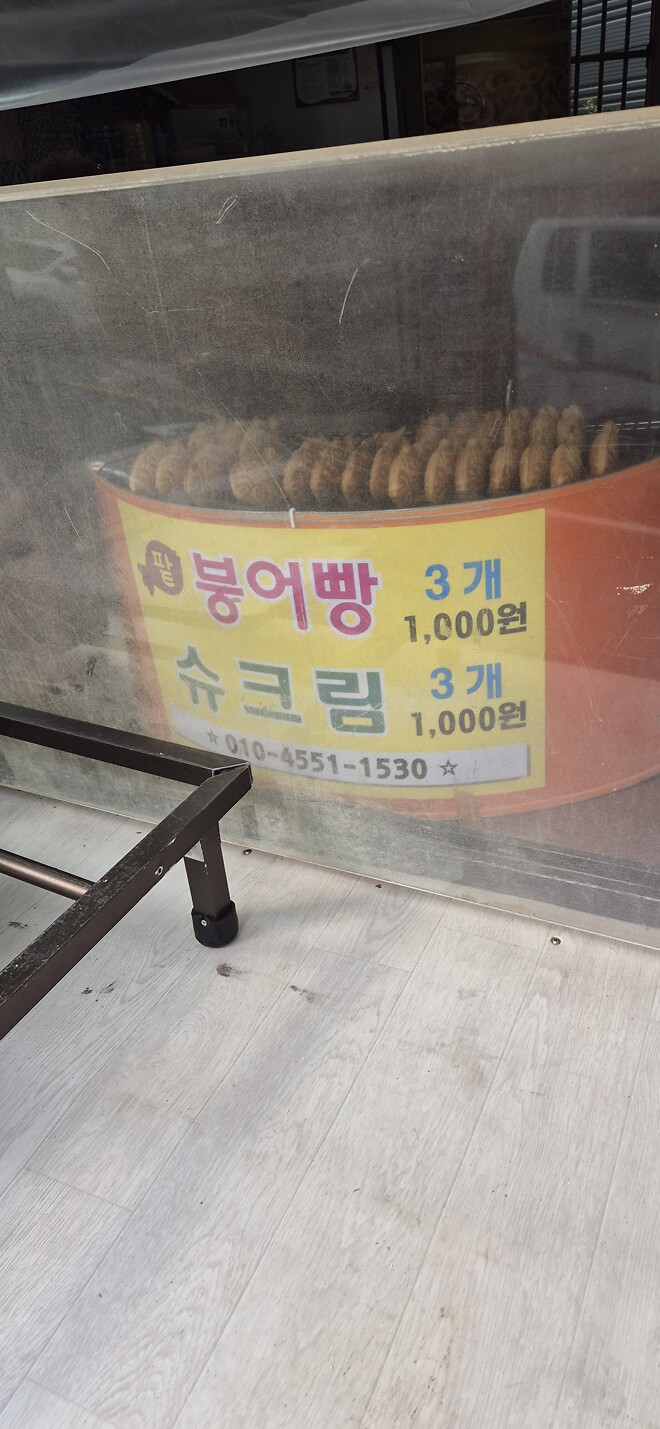 팥 붕어빵 3개
1,000원
슈크림 3개
1,000원
☆ 010-4551-1530 ☆